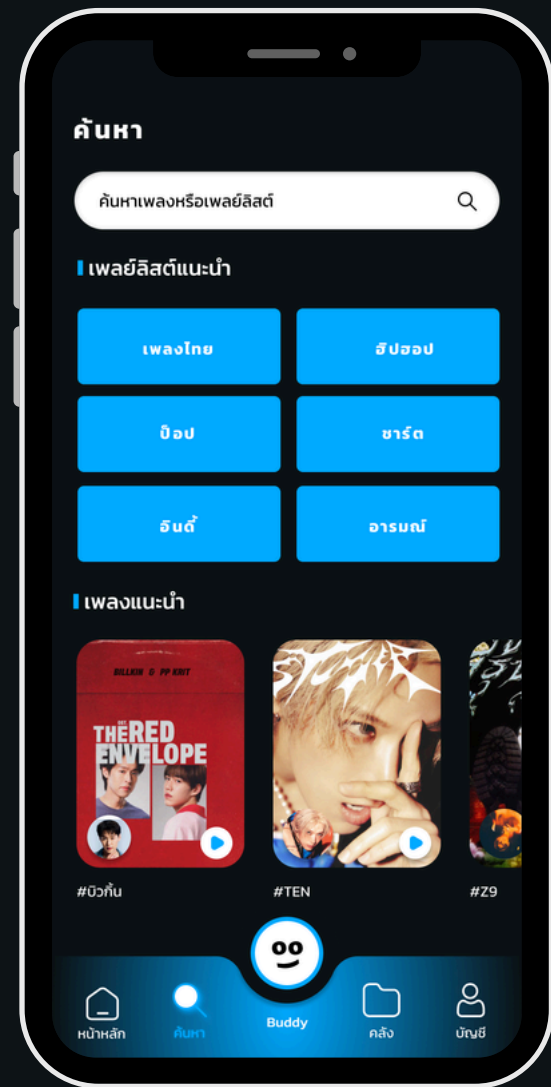 ค้นหา
ค้นหาเพลงหรือเพลย์ลิสต์
เพลย์ลิสต์แนะนำ
เพลงไทย
ฮิปฮอป
ป็อป
ชาร์ต
อินดี้
อารมณ์
เพลงแนะนำ
BILLKIN & PP KRIT
OST.
THE RED
ENVELOPE
#บิวกิ้น
#TEN
#Z9
หน้าหลัก
ค้นหา
Buddy
คลัง
บัญชี